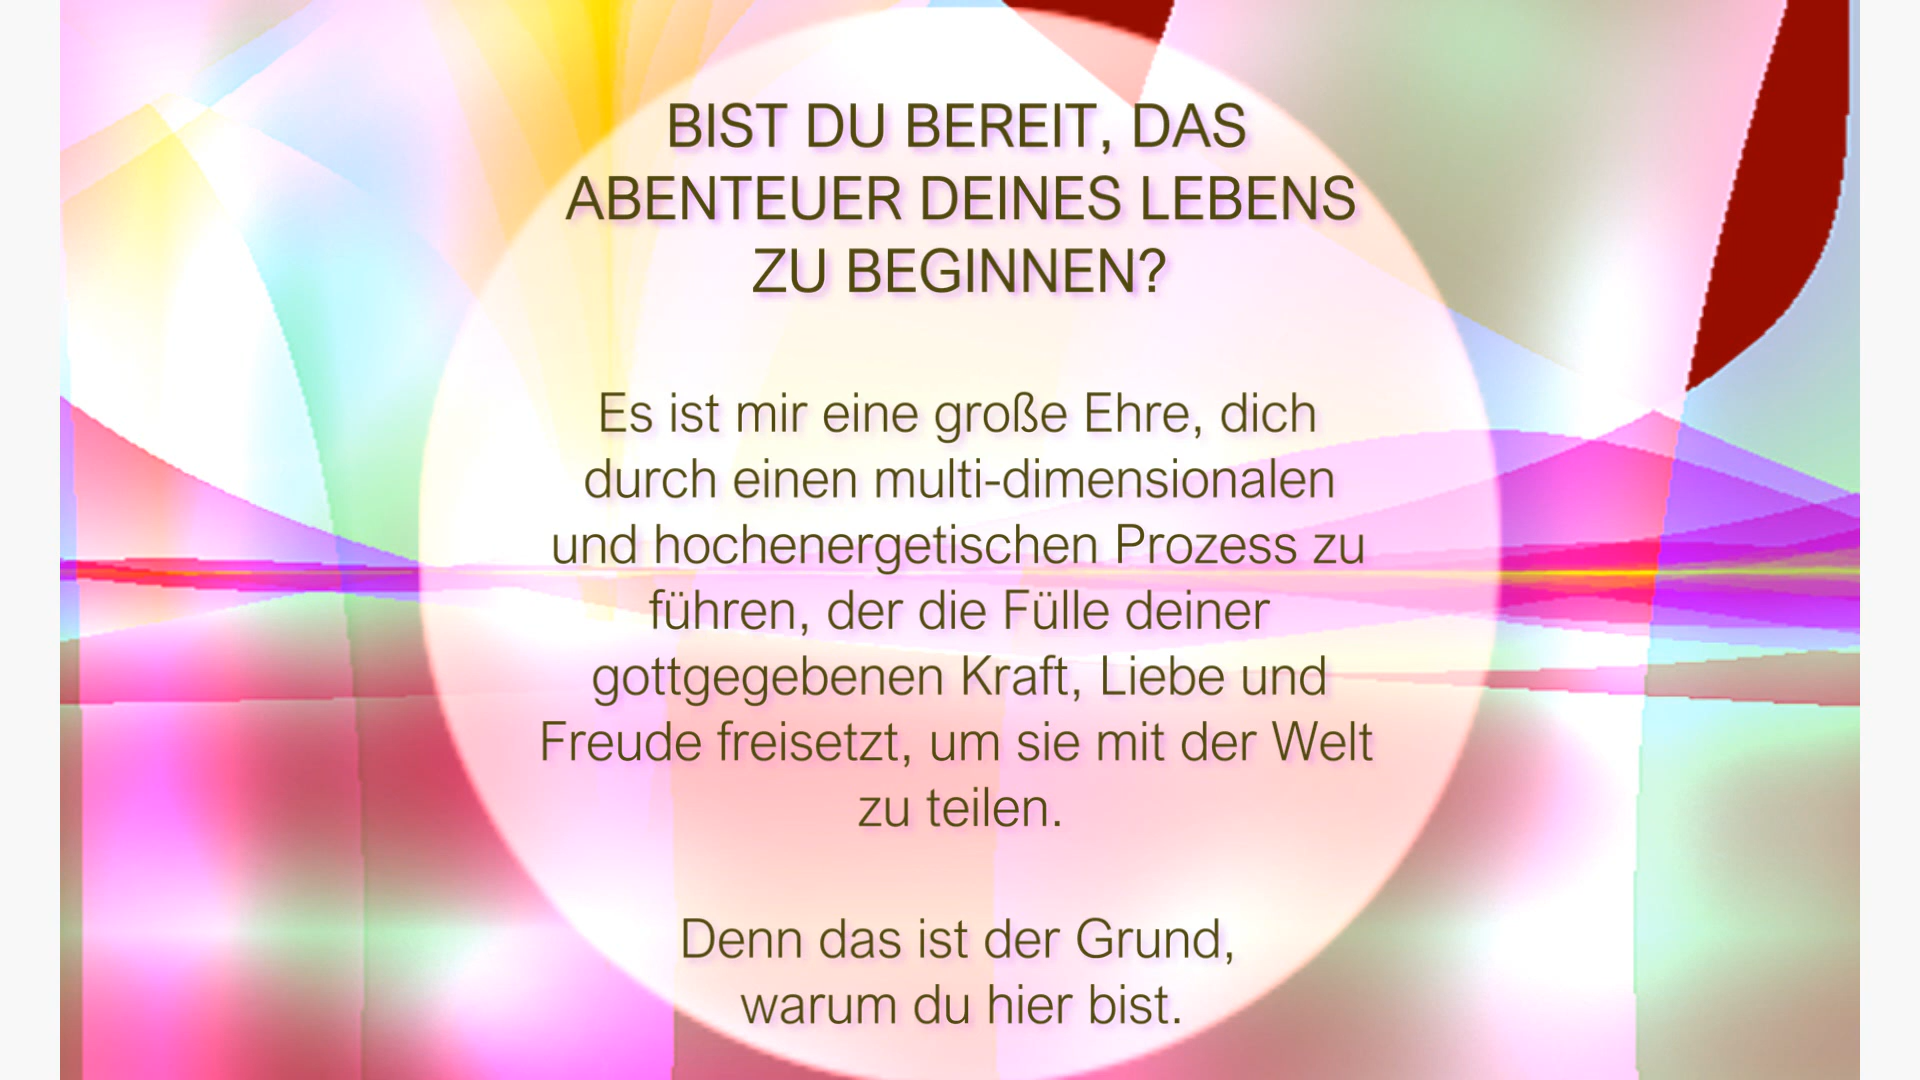 BIST DU BEREIT, DAS
ABENTEUER DEINES LEBENS
ZU BEGINNEN?
Es ist mir eine große Ehre, dich
durch einen multi-dimensionalen
und hochenergetischen Prozess zu
führen, der die Fülle deiner
gottgegebenen Kraft, Liebe und
Freude freisetzt, um sie mit der Welt
zu teilen.
Denn das ist der Grund,
warum du hier bist.